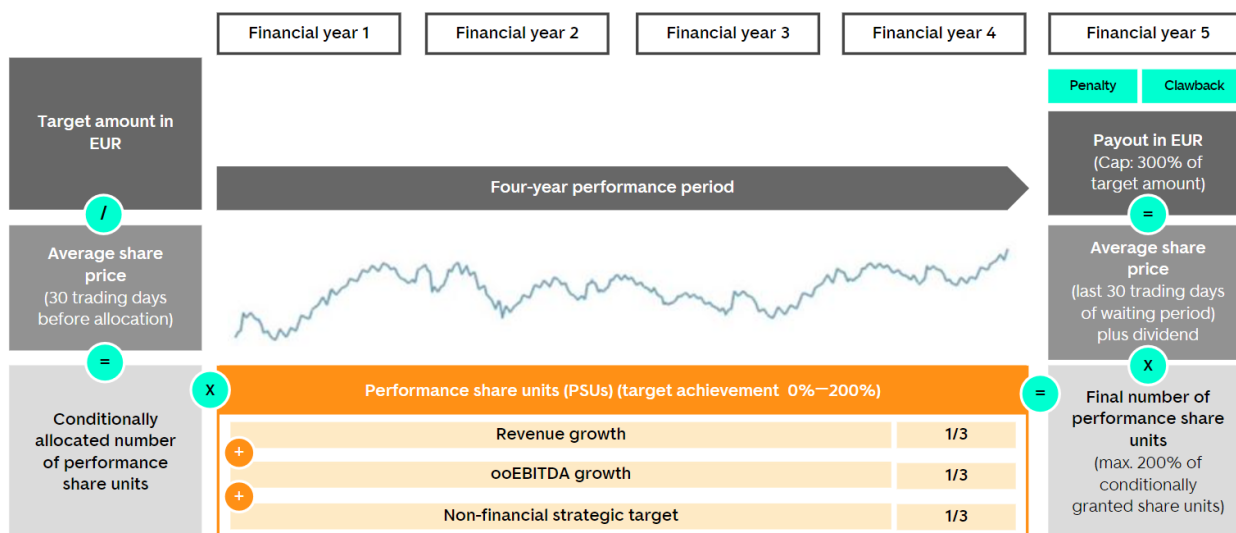 Financial year 1
Financial year 2
Financial year 3
Financial year 4
Financial year 5
Penalty
Clawback
Target amount in
EUR
/
Average share
price
(30 trading days
before allocation)
=
Conditionally
allocated number
of performance
share units
X
Four-year performance period
Performance share units (PSUs) (target achievement 0%—200%)
Revenue growth
1/3
+
ooEBITDA growth
1/3
+
Non-financial strategic target
1/3
=
Payout in EUR
(Cap: 300% of
target amount)
=
Average share
price
(last 30 trading days
of waiting period)
plus dividend
X
Final number of
performance share
units
(max. 200% of
conditionally
granted share units)